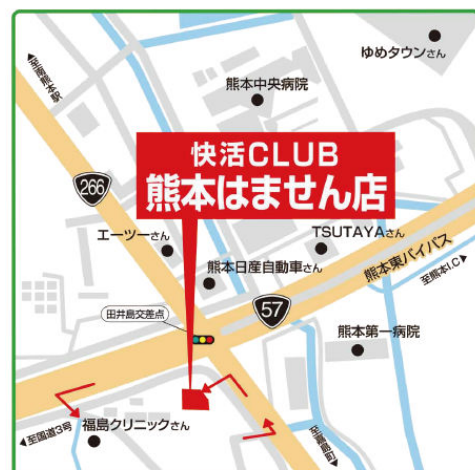 ゆめタウンさん
至南熊本駅
熊本中央病院
快活CLUB
熊本はません店
266
エーツーさん
TSUTAYAさん
熊本東バイパス
熊本日産自動車さん
至熊本I.C
57
田井島交差点
熊本第一病院
福島クリニックさん
至国道3号
至嘉島町